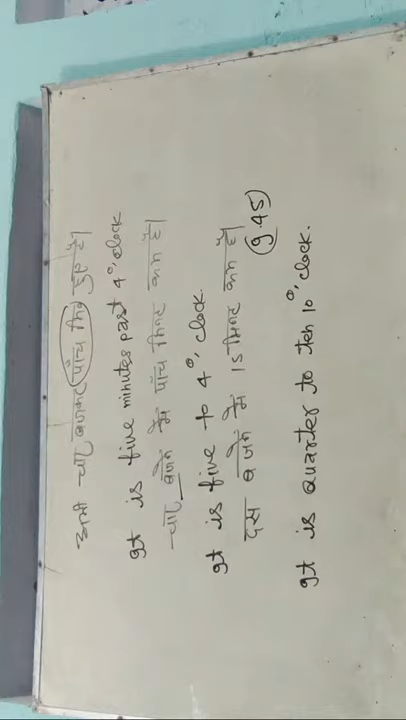 अभी चार बजकर पाँच मिनट हुए हैं।
It is five minutes past 4 O'clock
चार बजने में पाँच मिनट कम हैं।
It is five to 4 O'clock.
दस बजने में 15 मिनट कम हैं।
(9.45)
It is quarter to ten 10 O'clock.